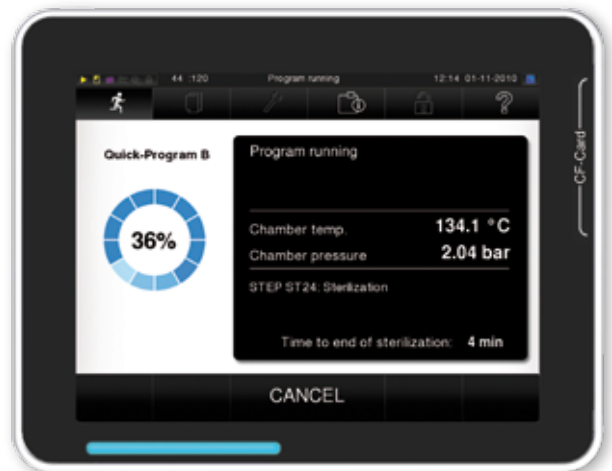 44 :120 Program running 12:14 01-11-2010
?
Quick-Program B
36%
Program running
Chamber temp. 134.1 °C
Chamber pressure 2.04 bar
STEP ST24: Sterilization
Time to end of sterilization: 4 min
CANCEL
CF-Card